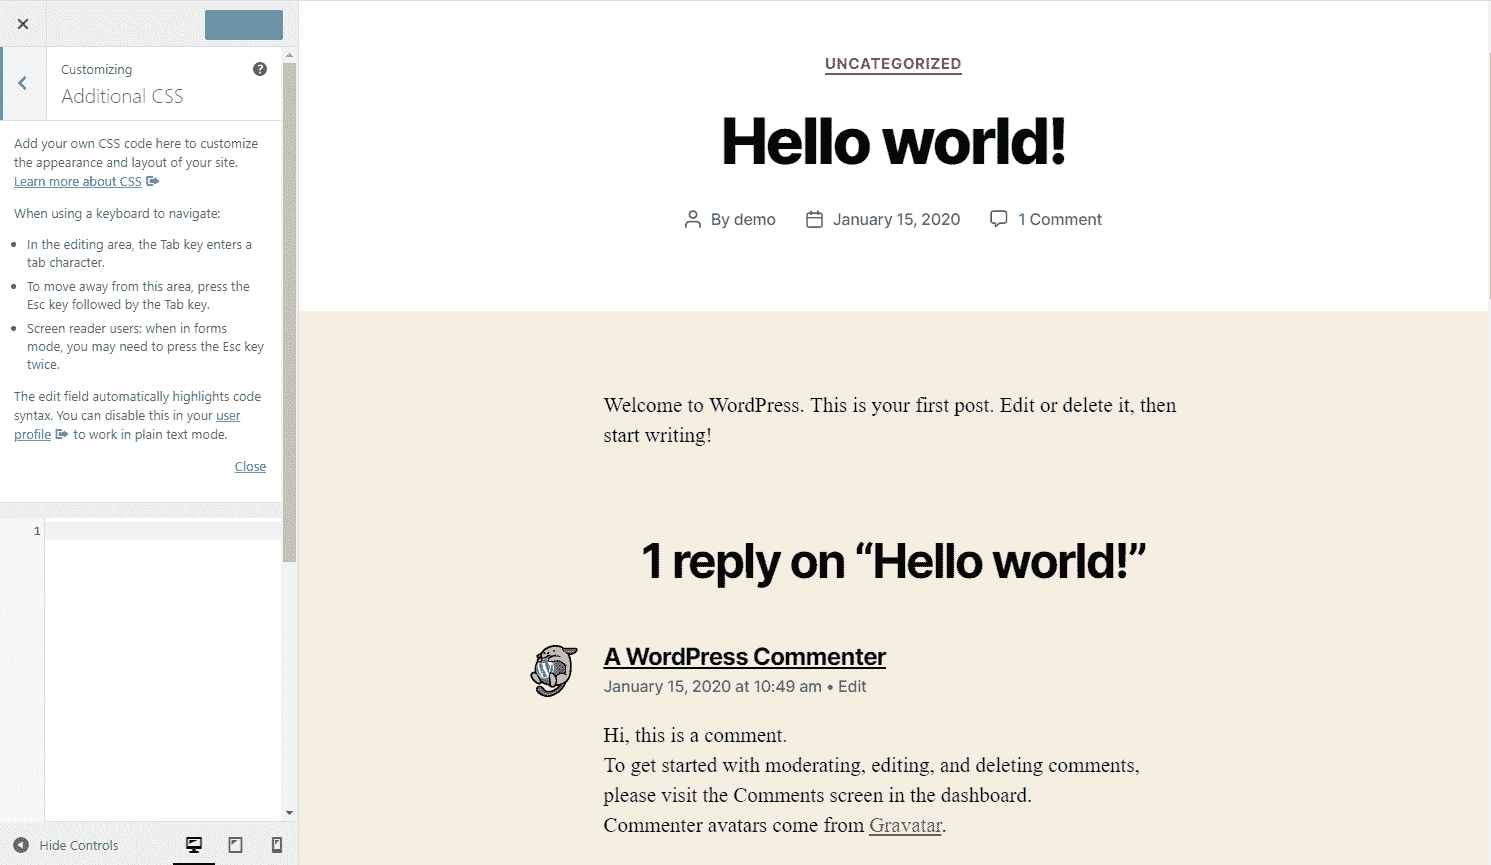 Customizing
Additional CSS
Add your own CSS code here to customize
the appearance and layout of your site.
Learn more about CSS
When using a keyboard to navigate:
In the editing area, the Tab key enters a
tab character.
To move away from this area, press the
Esc key followed by the Tab key.
Screen reader users: when in forms
mode, you may need to press the Esc key
twice.
The edit field automatically highlights code
syntax. You can disable this in your user
profile to work in plain text mode.
Close
1
Hide Controls
UNCATEGORIZED
Hello world!
By demo January 15, 2020 1 Comment
Welcome to WordPress. This is your first post. Edit or delete it, then
start writing!
1 reply on “Hello world!”
A WordPress Commenter
January 15, 2020 at 10:49 am • Edit
Hi, this is a comment.
To get started with moderating, editing, and deleting comments,
please visit the Comments screen in the dashboard.
Commenter avatars come from Gravatar.